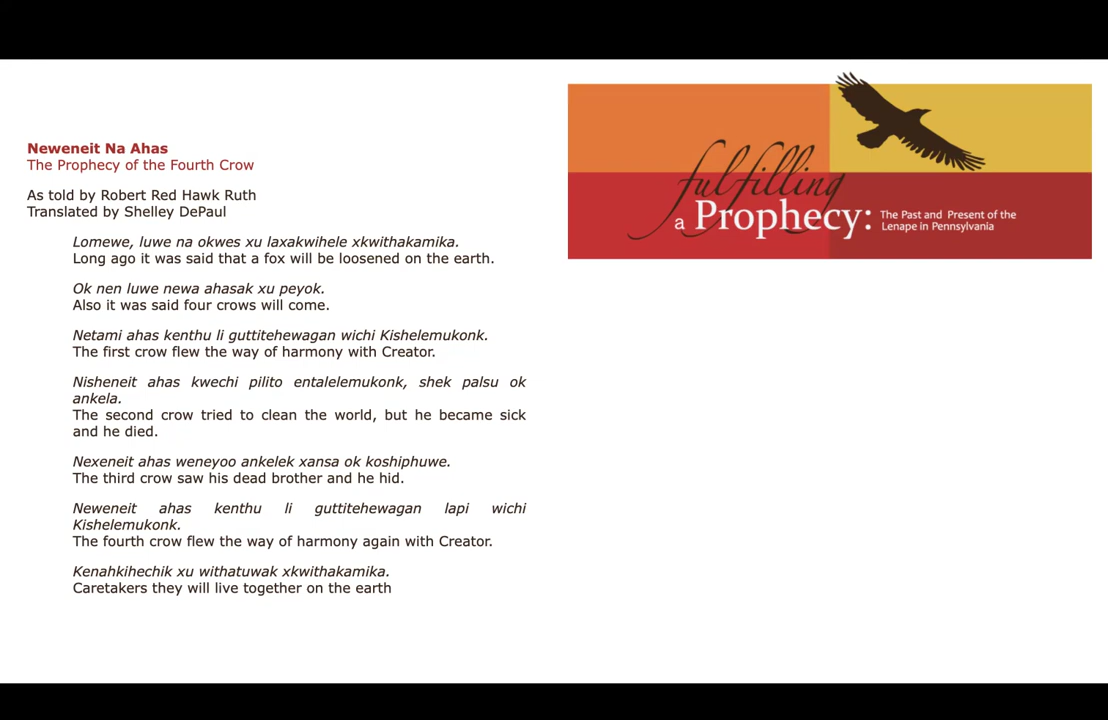 Neweneit Na Ahas
The Prophecy of the Fourth Crow
As told by Robert Red Hawk Ruth
Translated by Shelley DePaul
Lomewe, luwe na okwes xu laxakwihele xkwithakamika.
Long ago it was said that a fox will be loosened on the earth.
Ok nen luwe newa ahasak xu peyok.
Also it was said four crows will come.
Netami ahas kenthu li guttitehewagan wichi Kishelemukonk.
The first crow flew the way of harmony with Creator.
Nisheneit ahas kwechi pilito entalelemukonk, shek palsu ok
ankela.
The second crow tried to clean the world, but he became sick
and he died.
Nexeneit ahas weneyoo ankelek xansa ok koshiphuwe.
The third crow saw his dead brother and he hid.
Neweneit ahas kenthu li guttitehewagan lapi wichi
Kishelemukonk.
The fourth crow flew the way of harmony again with Creator.
Kenahkihechik xu withatuwak xkwithakamika.
Caretakers they will live together on the earth
fulfilling
a Prophecy:
The Past and Present of the
Lenape in Pennsylvania